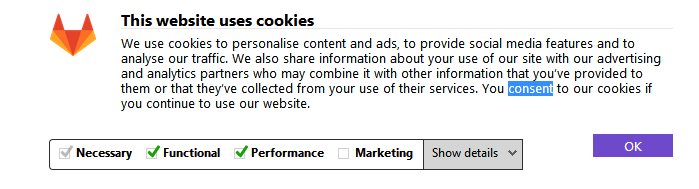 This website uses cookies
We use cookies to personalise content and ads, to provide social media features and to
analyse our traffic. We also share information about your use of our site with our advertising
and analytics partners who may combine it with other information that you've provided to
them or that they've collected from your use of their services. You consent to our cookies if
you continue to use our website.
Necessary Functional Performance Marketing Show details OK